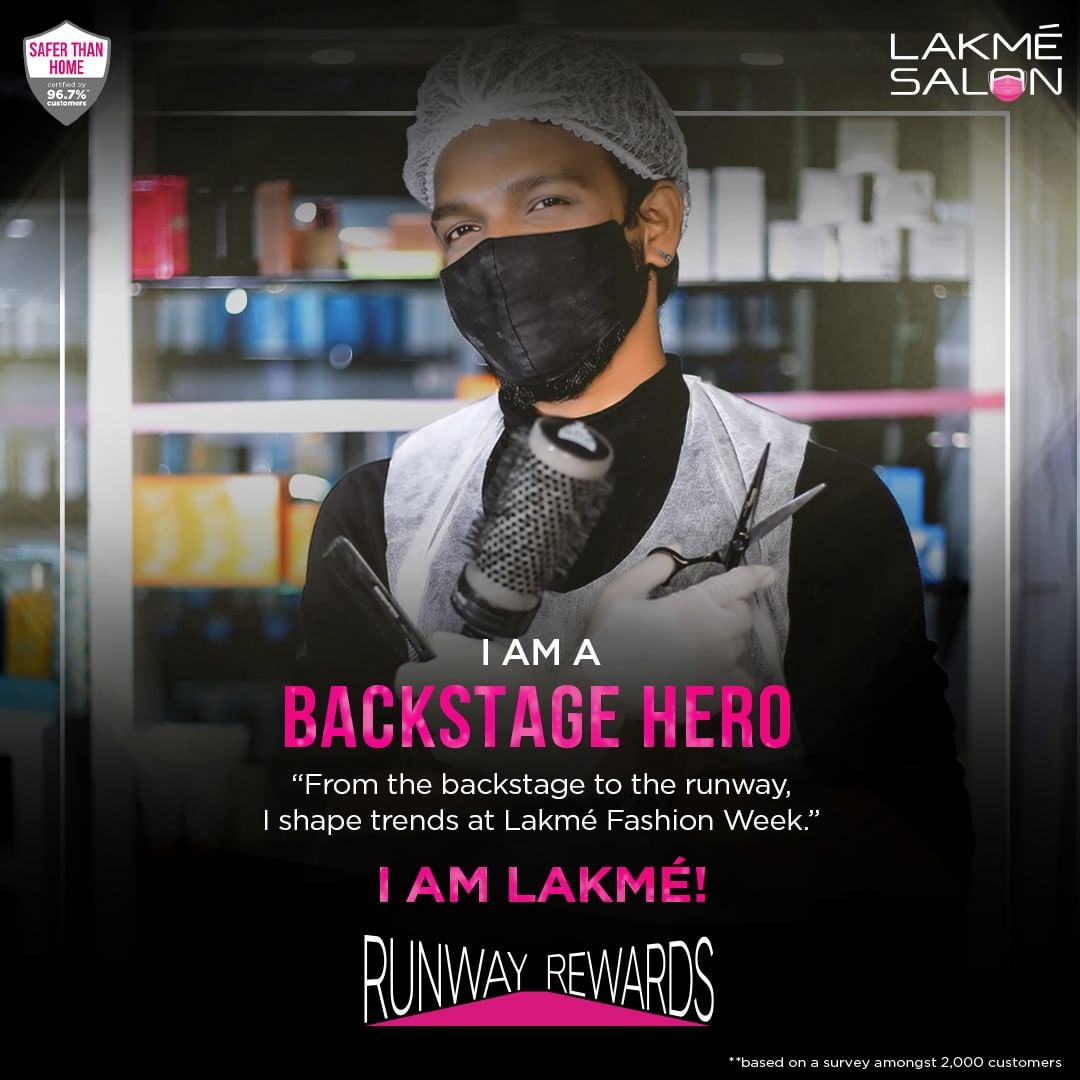 SAFER THAN
HOME
certified by
96.7%**
customers
LAKMÉ
SALON
I AM A
BACKSTAGE HERO
“From the backstage to the runway,
I shape trends at Lakmé Fashion Week.”
I AM LAKMÉ!
RUNWAY REWARDS
**based on a survey amongst 2,000 customers